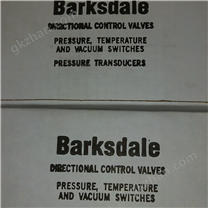 Barksdale
DIRECTIONAL CONTROL VALVES
PRESSURE, TEMPERATURE
AND VACUUM SWITCHES
PRESSURE TRANSDUCERS
Barksdale
DIRECTIONAL CONTROL VALVES
PRESSURE, TEMPERATURE
AND VACUUM SWITCHES